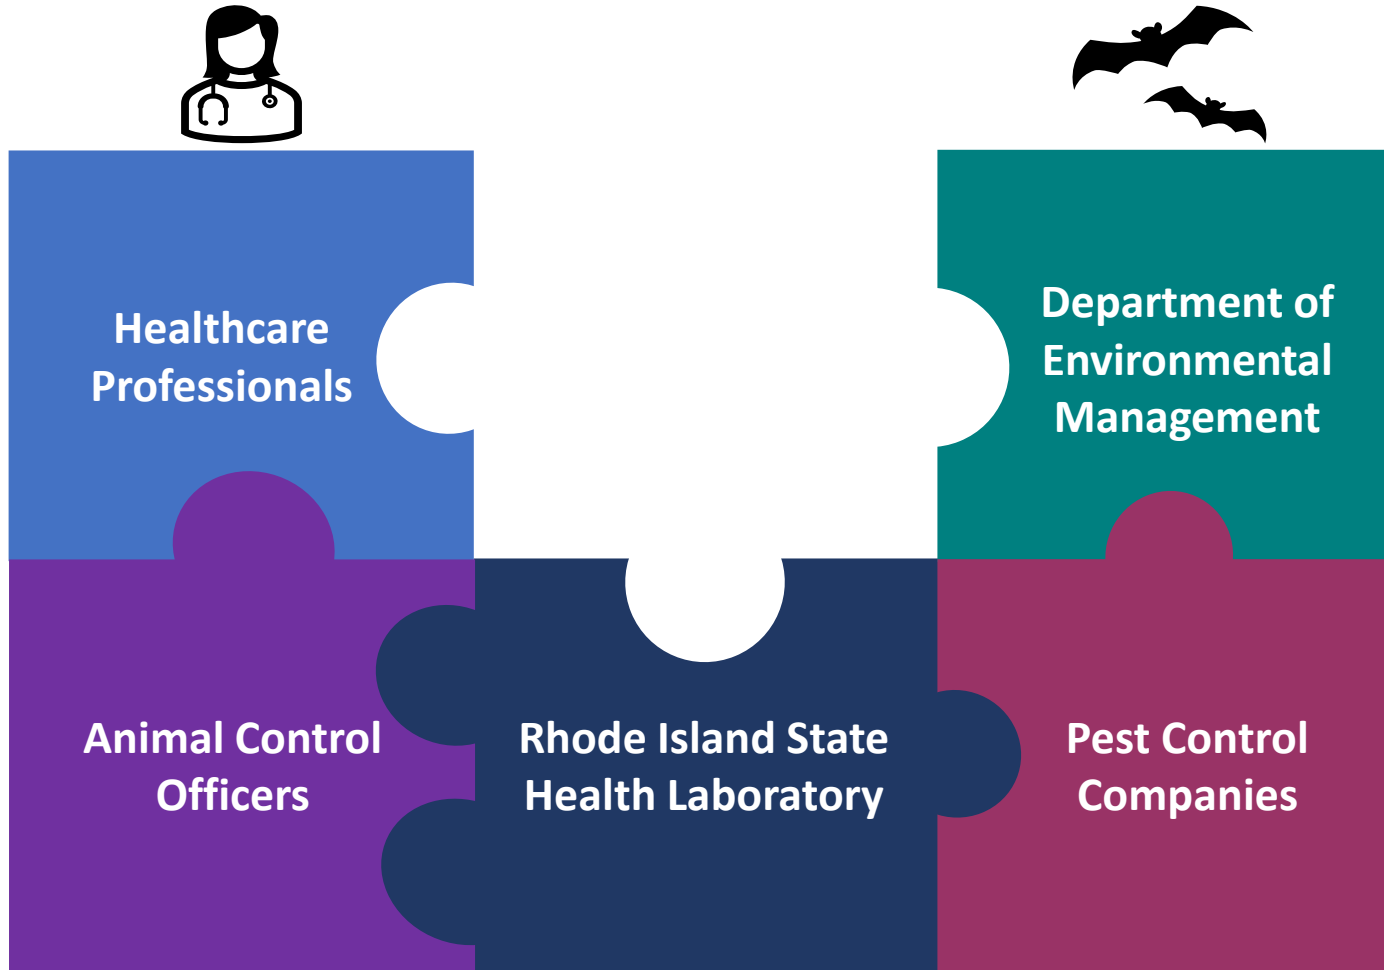 Healthcare
Professionals
Department of
Environmental
Management
Animal Control
Officers
Rhode Island State
Health Laboratory
Pest Control
Companies